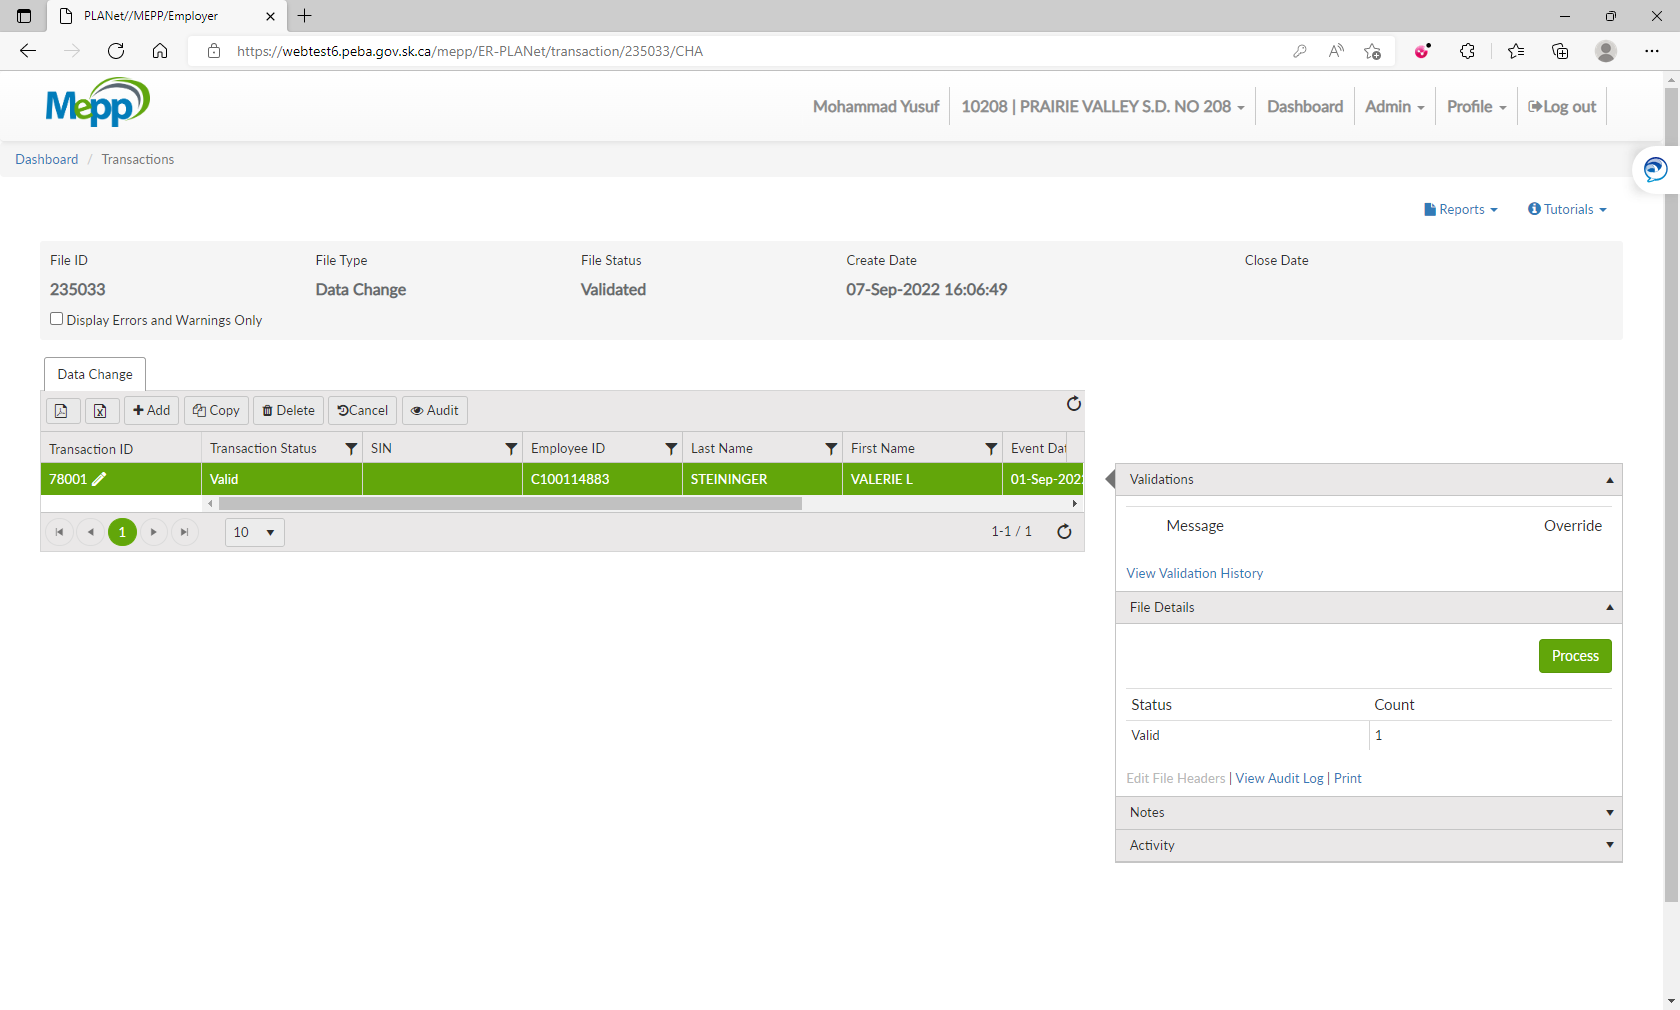 PLANet//MEPP/Employer
https://webtest6.peba.gov.sk.ca/mepp/ER-PLANet/transaction/235033/CHA
Mepp
Mohammad Yusuf
10208 | PRAIRIE VALLEY S.D. NO 208
Dashboard
Admin
Profile
Log out
Dashboard / Transactions
Reports
Tutorials
File ID
File Type
File Status
Create Date
Close Date
235033
Data Change
Validated
07-Sep-2022 16:06:49
Display Errors and Warnings Only
Data Change
Add
Copy
Delete
Cancel
Audit
Transaction ID
Transaction Status
SIN
Employee ID
Last Name
First Name
Event Dat
78001
Valid
C100114883
STEININGER
VALERIE L
01-Sep-202
1
10
1-1 / 1
Validations
Message
Override
View Validation History
File Details
Process
Status
Count
Valid
1
Edit File Headers | View Audit Log | Print
Notes
Activity